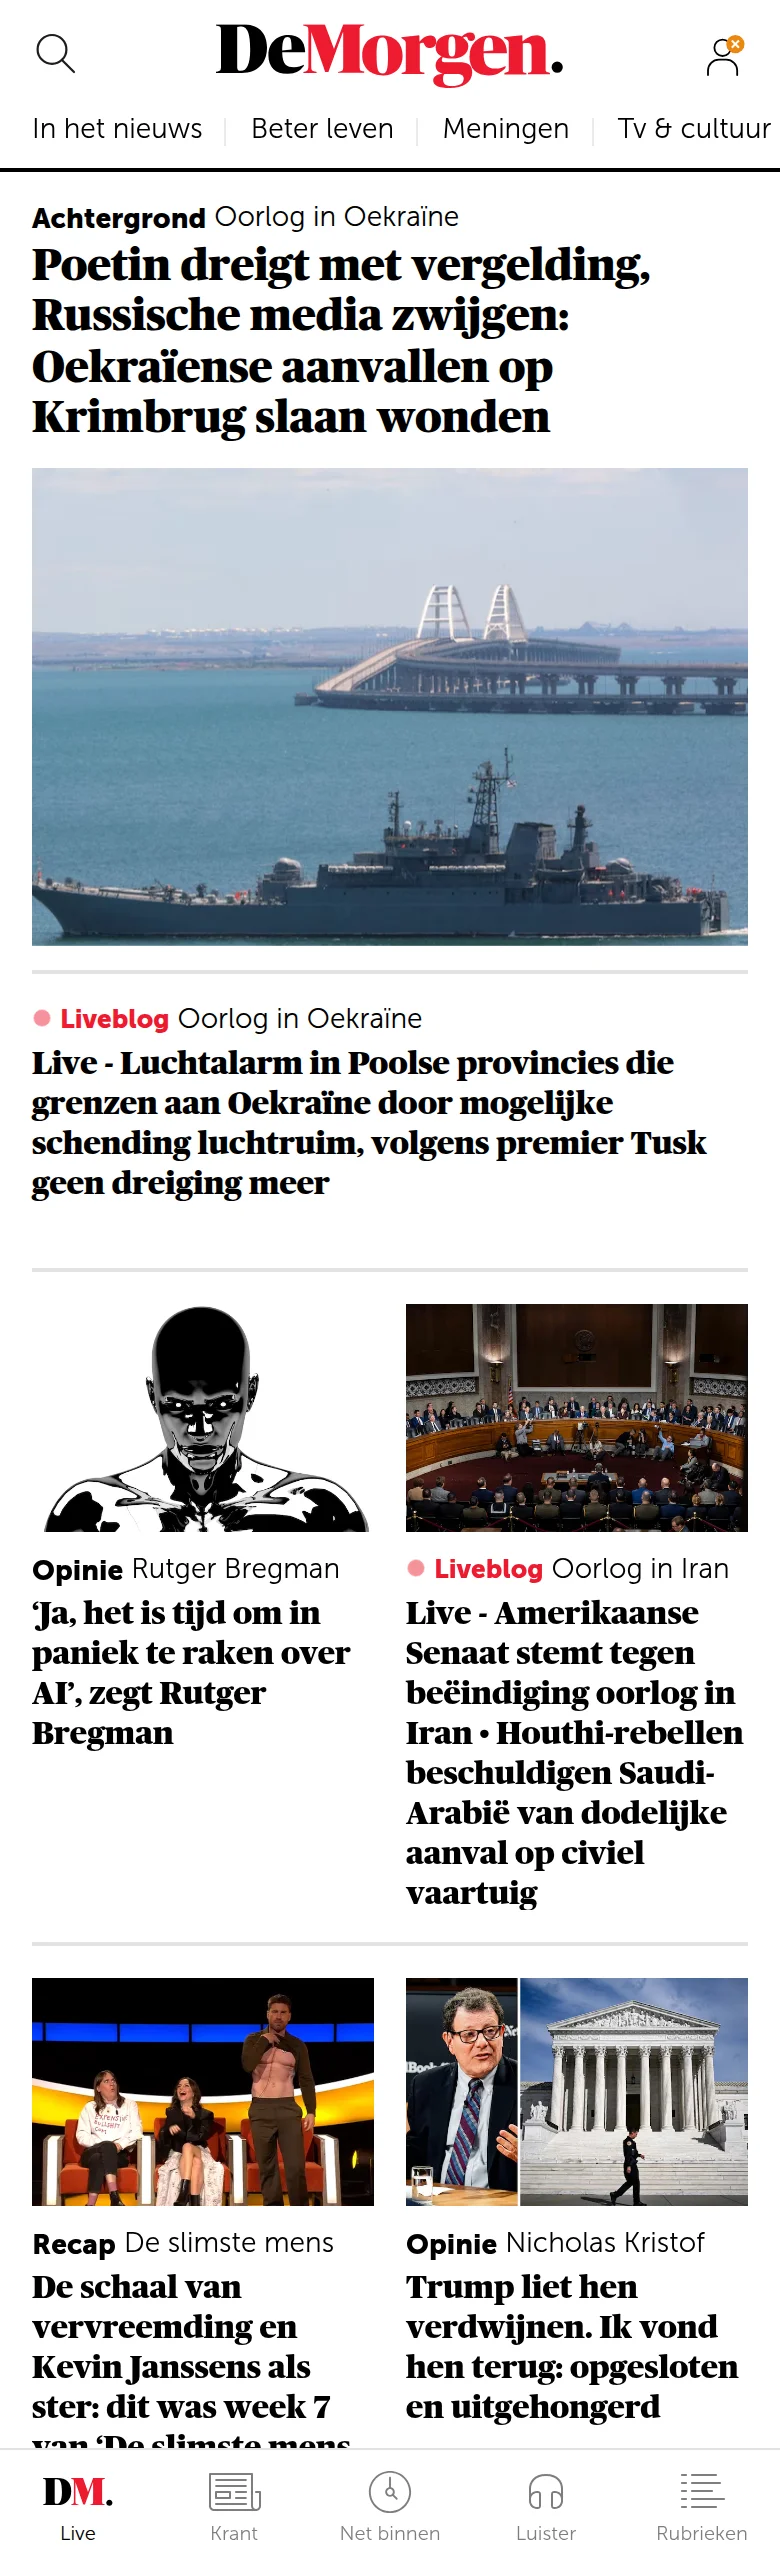 DeMorgen.
In het nieuws
Beter leven
Meningen
Tv & cultuur
Achtergrond Oorlog in Oekraïne
Poetin dreigt met vergelding,
Russische media zwijgen:
Oekraïense aanvallen op
Krimbrug slaan wonden
Liveblog Oorlog in Oekraïne
Live - Luchtalarm in Poolse provincies die
grenzen aan Oekraïne door mogelijke
schending luchtruim, volgens premier Tusk
geen dreiging meer
Opinie Rutger Bregman
‘Ja, het is tijd om in
paniek te raken over
AI’, zegt Rutger
Bregman
Liveblog Oorlog in Iran
Live - Amerikaanse
Senaat stemt tegen
beëindiging oorlog in
Iran • Houthi-rebellen
beschuldigen Saudi-
Arabië van dodelijke
aanval op civiel
vaartuig
Recap De slimste mens
De schaal van
vervreemding en
Kevin Janssens als
ster: dit was week 7
van ‘De slimste mens
Opinie Nicholas Kristof
Trump liet hen
verdwijnen. Ik vond
hen terug: opgesloten
en uitgehongerd
DM.
Live
Krant
Net binnen
Luister
Rubrieken